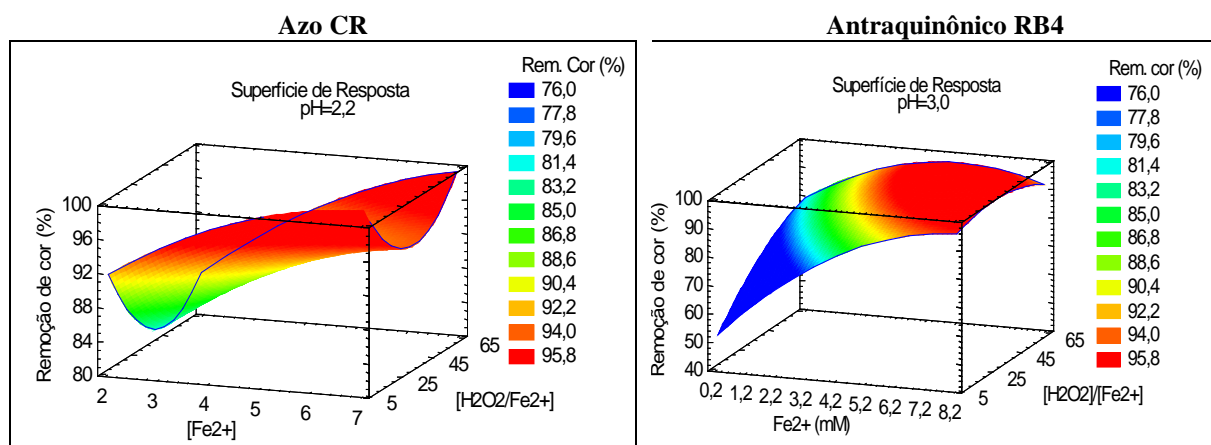 Azo CR
Superficie de Resposta
pH=2,2
Rem. Cor (%)
76,0
77,8
79,6
81,4
83,2
85,0
86,8
88,6
90,4
92,2
94,0
95,8
Remoção de cor (%)
100
96
92
88
84
80
2 3 4 5 6 7
[Fe2+]
5 25 45 65
[H2O2/Fe2+]
Antraquinônico RB4
Superfície de Resposta
pH=3,0
Rem. cor (%)
76,0
77,8
79,6
81,4
83,2
85,0
86,8
88,6
90,4
92,2
94,0
95,8
Remoção de cor (%)
100
90
80
70
60
50
40
0,2 1,2 2,2 3,2 4,2 5,2 6,2 7,2 8,2
Fe2+ (mM)
5 25 45 65
[H2O2]/[Fe2+]